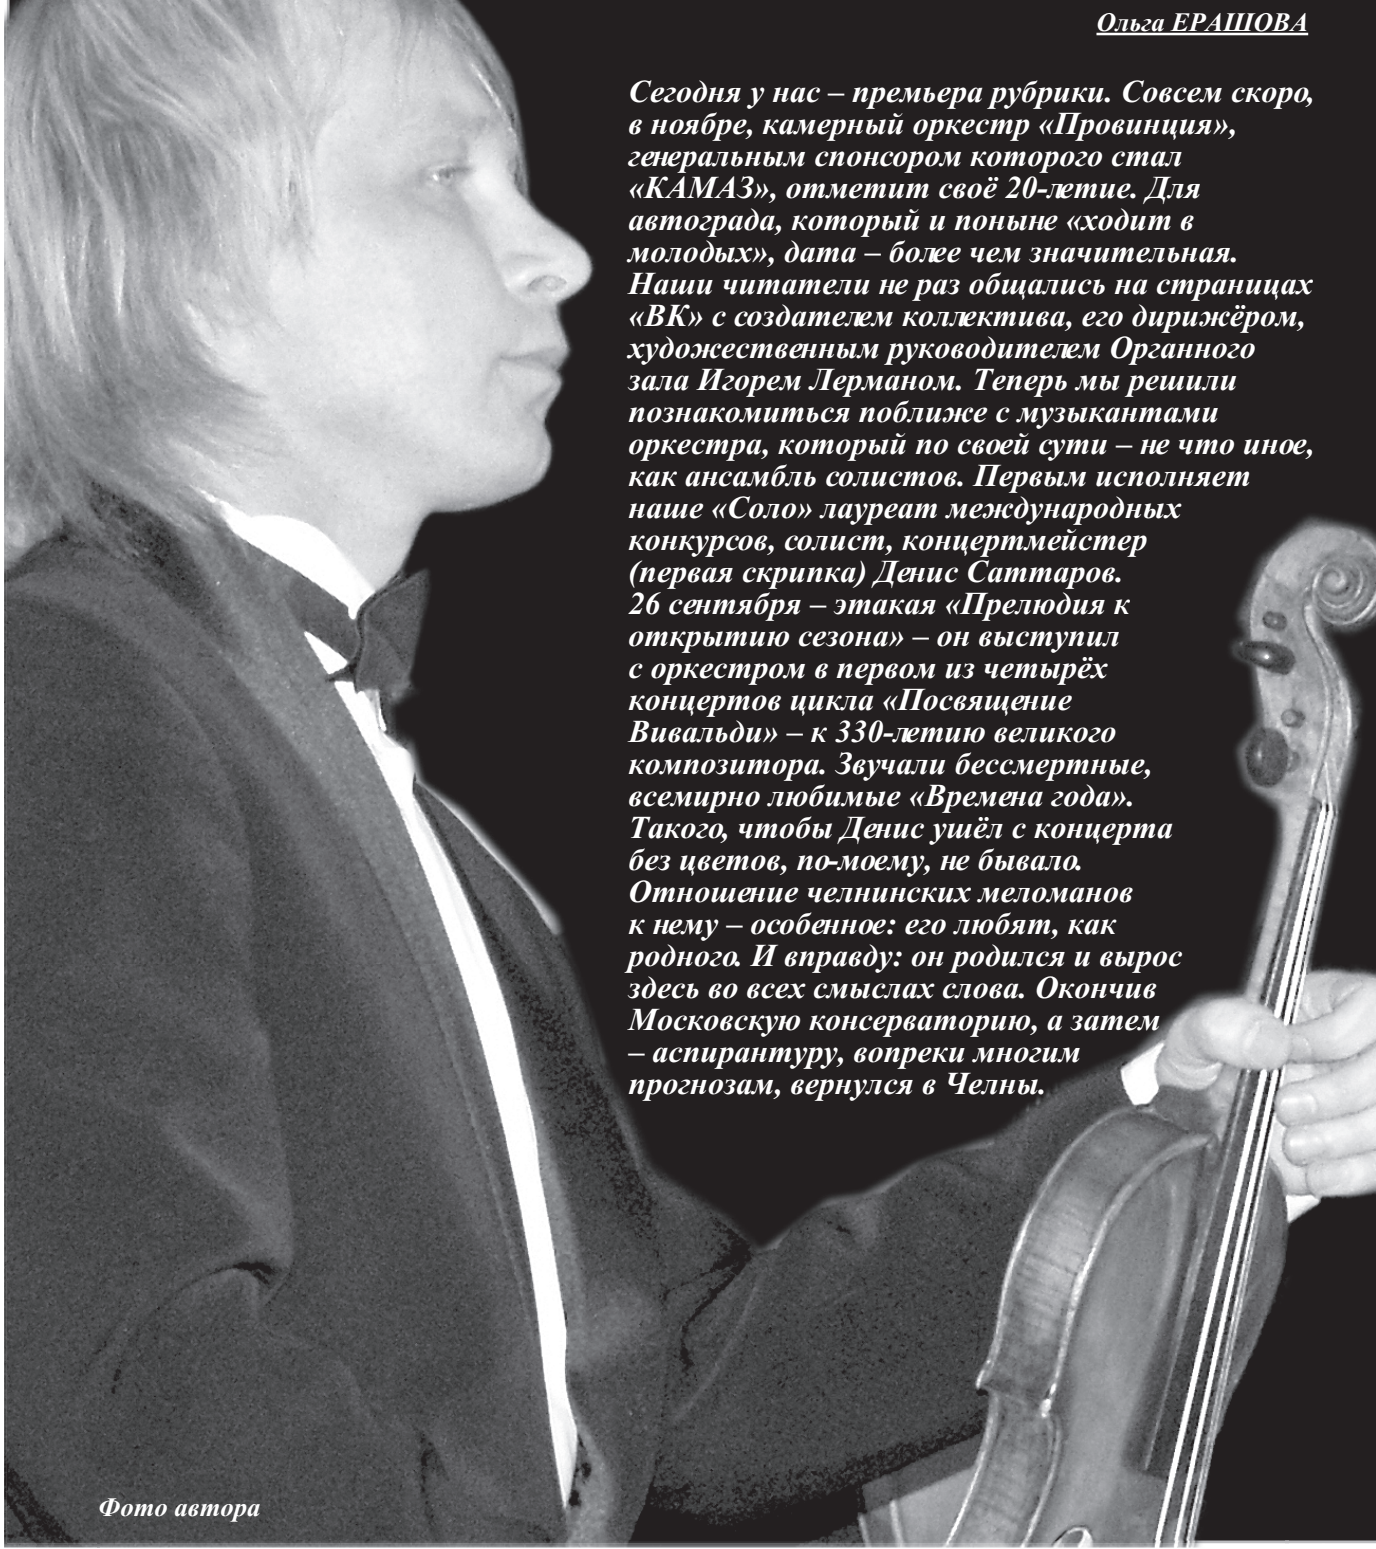 Ольга ЕРАШОВА
Сегодня у нас – премьера рубрики. Совсем скоро,
в ноябре, камерный оркестр «Провинция»,
генеральным спонсором которого стал
«КАМАЗ», отметит своё 20-летие. Для
автограда, который и поныне «ходит в
молодых», дата – более чем значительная.
Наши читатели не раз общались на страницах
«ВК» с создателем коллектива, его дирижёром,
художественным руководителем Органного
зала Игорем Лерманом. Теперь мы решили
познакомиться поближе с музыкантами
оркестра, который по своей сути – не что иное,
как ансамбль солистов. Первым исполняет
наше «Соло» лауреат международных
конкурсов, солист, концертмейстер
(первая скрипка) Денис Саттаров.
26 сентября – этакая «Прелюдия к
открытию сезона» – он выступил
с оркестром в первом из четырёх
концертов цикла «Посвящение
Вивальди» – к 330-летию великого
композитора. Звучали бессмертные,
всемирно любимые «Времена года».
Такого, чтобы Денис ушёл с концерта
без цветов, по-моему, не бывало.
Отношение челнинских меломанов
к нему – особенное: его любят, как
родного. И вправду: он родился и вырос
здесь во всех смыслах слова. Окончив
Московскую консерваторию, а затем
– аспирантуру, вопреки многим
прогнозам, вернулся в Челны.
Фото автора